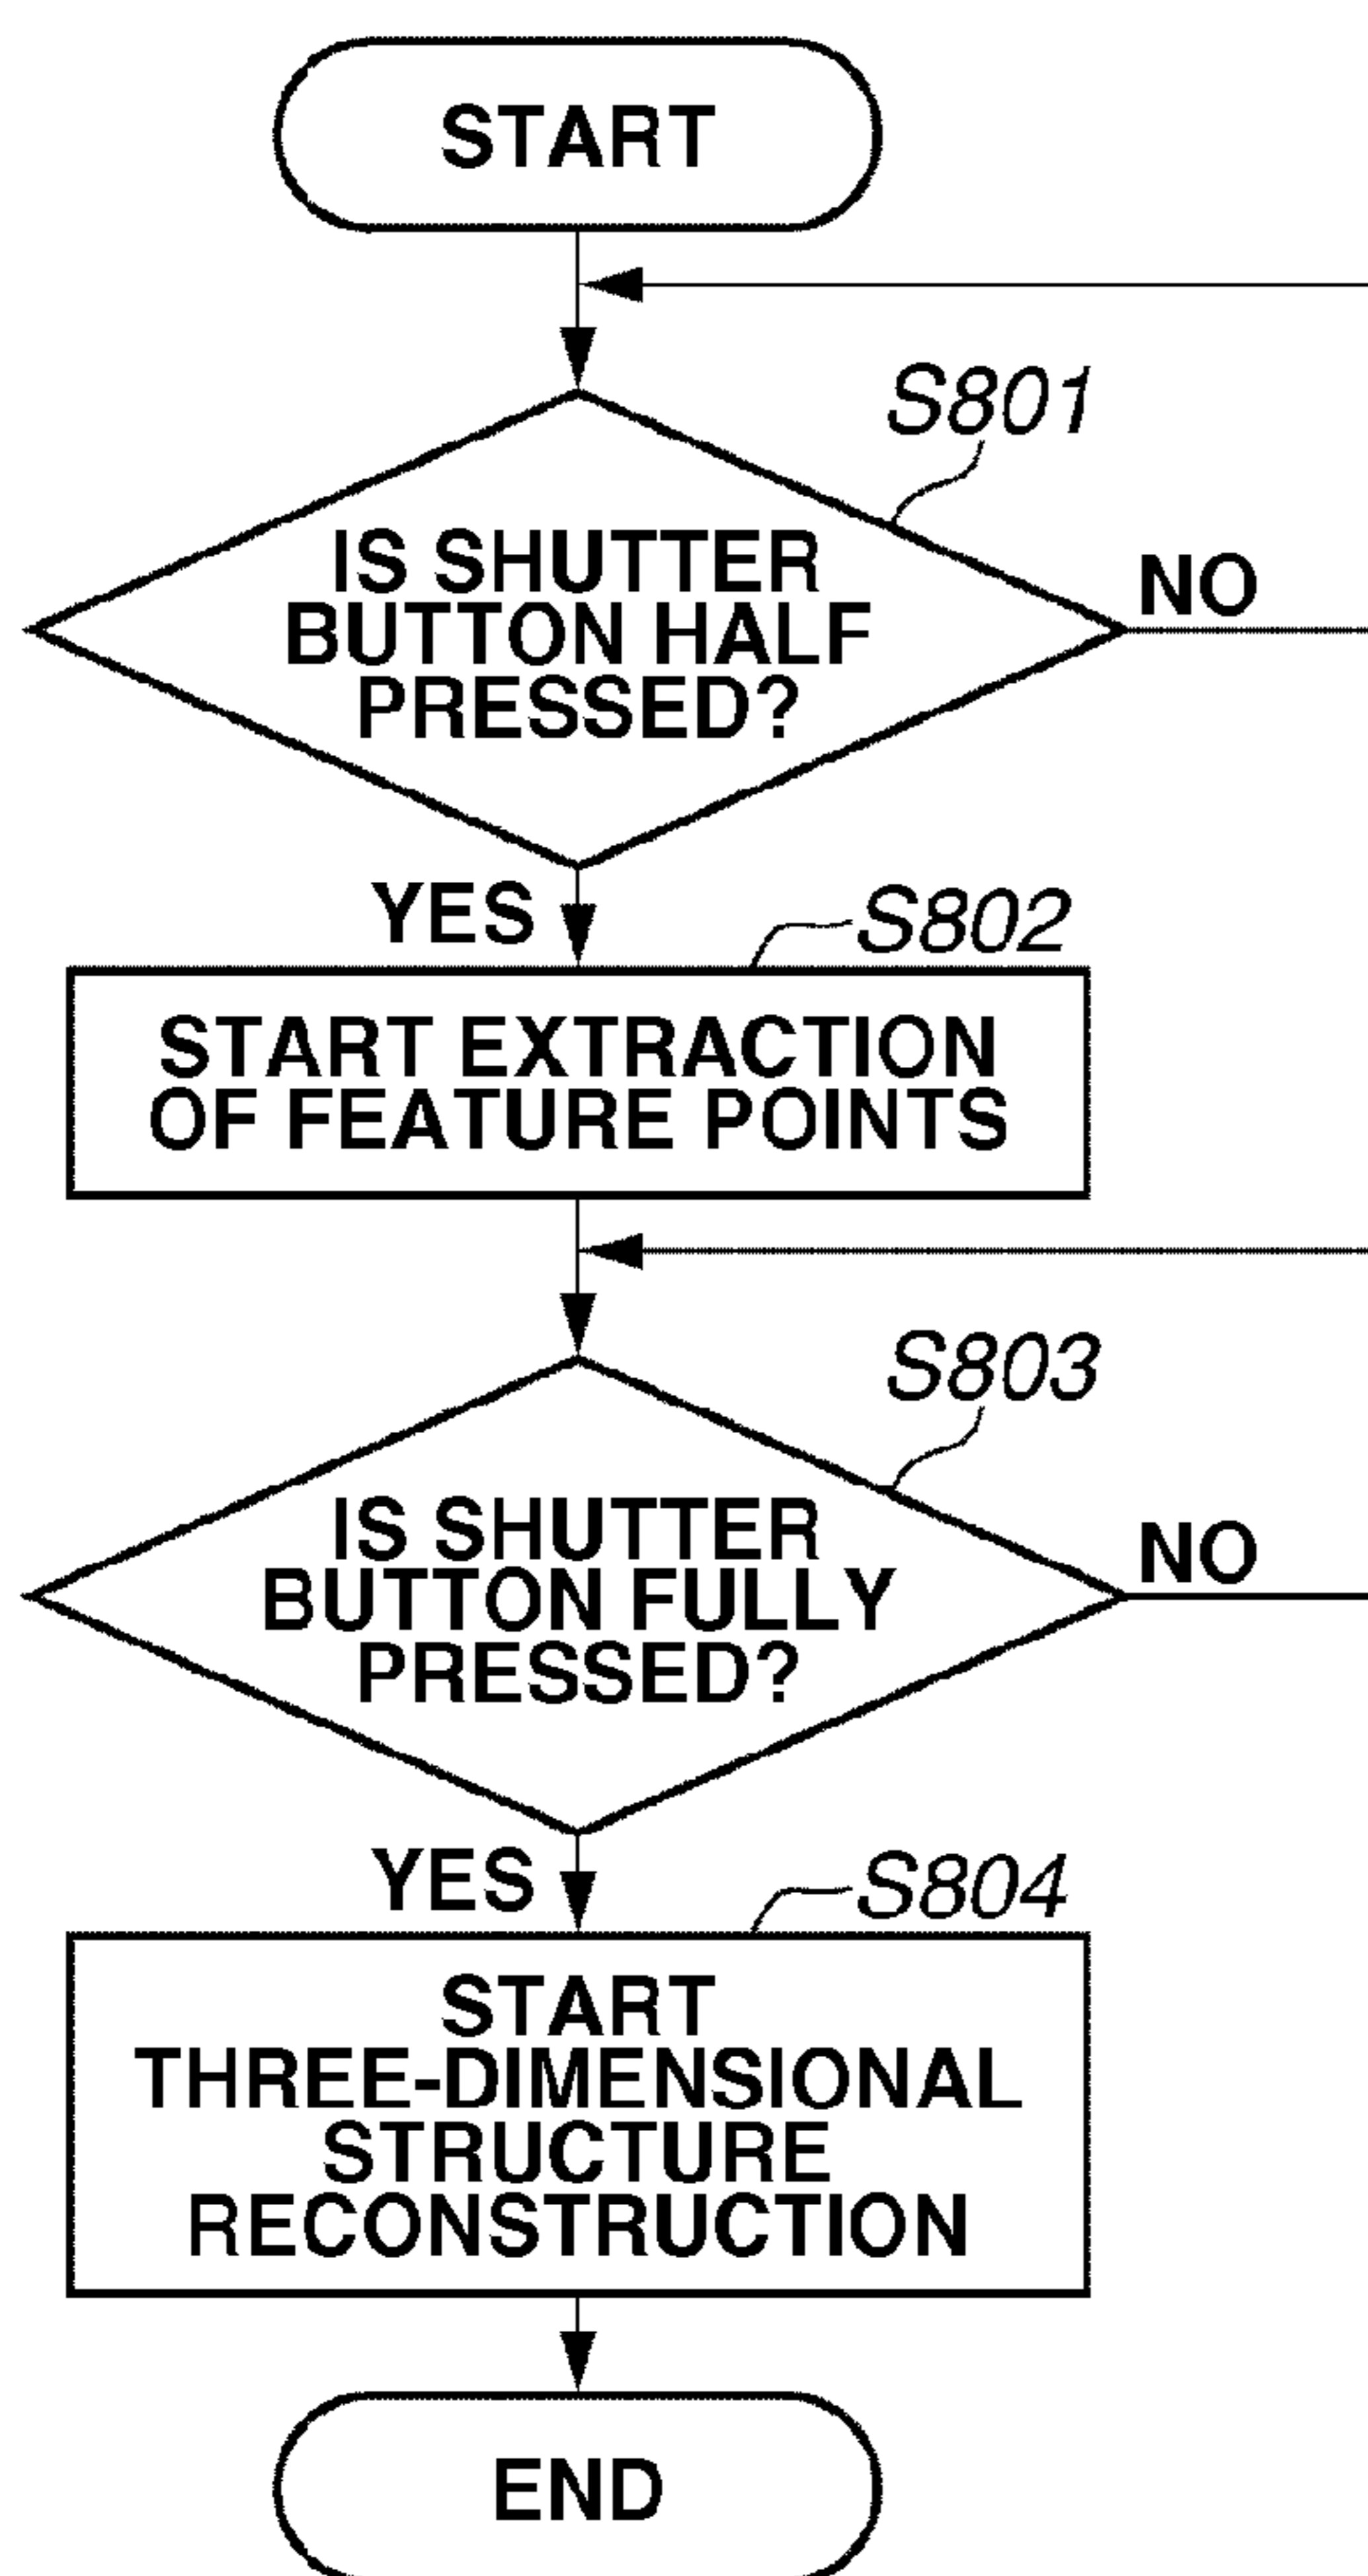 START
S801
IS SHUTTER
BUTTON HALF
PRESSED?
NO
YES
S802
START EXTRACTION
OF FEATURE POINTS
S803
IS SHUTTER
BUTTON FULLY
PRESSED?
NO
YES
S804
START
THREE-DIMENSIONAL
STRUCTURE
RECONSTRUCTION
END